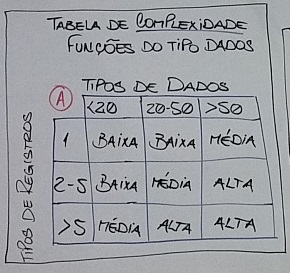 TABELA DE COMPLEXIDADE
FUNÇÕES DO TIPO DADOS
TIPOS DE DADOS
A <20 20-50 >50
TIPOS DE REGISTROS
1 BAIXA BAIXA MÉDIA
2-5 BAIXA MÉDIA ALTA
>5 MÉDIA ALTA ALTA